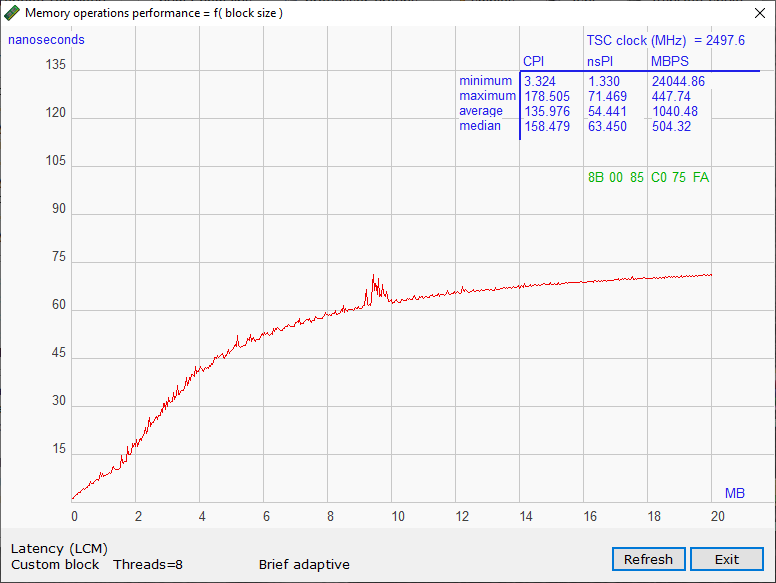 Memory operations performance = f( block size )
nanoseconds
TSC clock (MHz) = 2497.6
CPI nsPI MBPS
minimum 3.324 1.330 24044.86
maximum 178.505 71.469 447.74
average 135.976 54.441 1040.48
median 158.479 63.450 504.32
8B 00 85 C0 75 FA
135
120
105
90
75
60
45
30
15
MB
0 2 4 6 8 10 12 14 16 18 20
Latency (LCM)
Custom block Threads=8 Brief adaptive
Refresh Exit